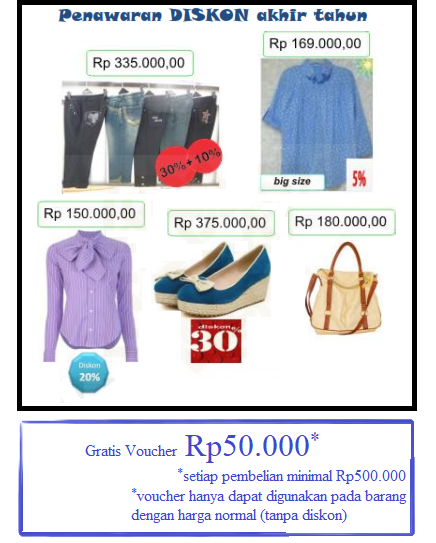 Penawaran DISKON akhir tahun
Rp 335.000,00
Rp 169.000,00
30% + 10%
big size
5%
Rp 150.000,00
Rp 375.000,00
Rp 180.000,00
Diskon
20%
diskon%
30
Gratis Voucher Rp50.000*
*setiap pembelian minimal Rp500.000
*voucher hanya dapat digunakan pada barang
dengan harga normal (tanpa diskon)